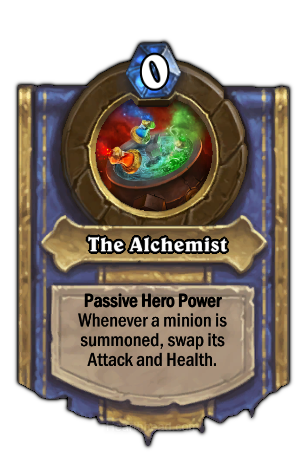 0
The Alchemist
Passive Hero Power
Whenever a minion is
summoned, swap its
Attack and Health.